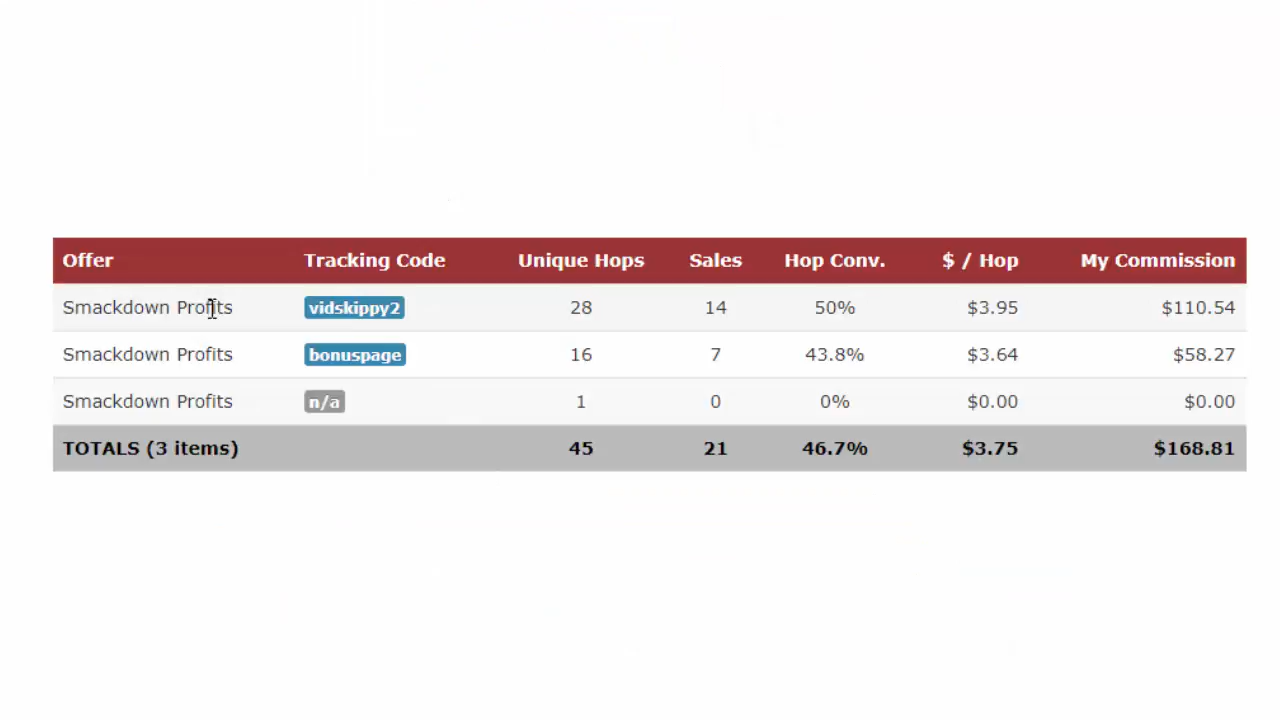 Offer Tracking Code Unique Hops Sales Hop Conv. $ / Hop My Commission
Smackdown Profits vidskippy2 28 14 50% $3.95 $110.54
Smackdown Profits bonuspage 16 7 43.8% $3.64 $58.27
Smackdown Profits n/a 1 0 0% $0.00 $0.00
TOTALS (3 items) 45 21 46.7% $3.75 $168.81